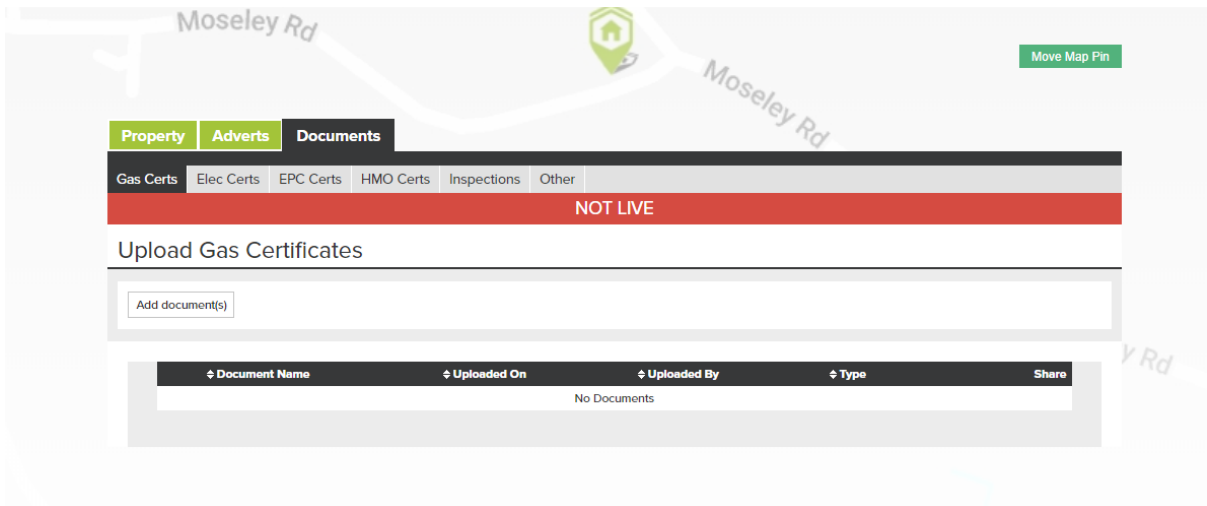 Moseley Rd
Move Map Pin
Moseley Rd
Property Adverts Documents
Gas Certs Elec Certs EPC Certs HMO Certs Inspections Other
NOT LIVE
Upload Gas Certificates
Add document(s)
y Rd
Document Name Uploaded On Uploaded By Type Share
No Documents